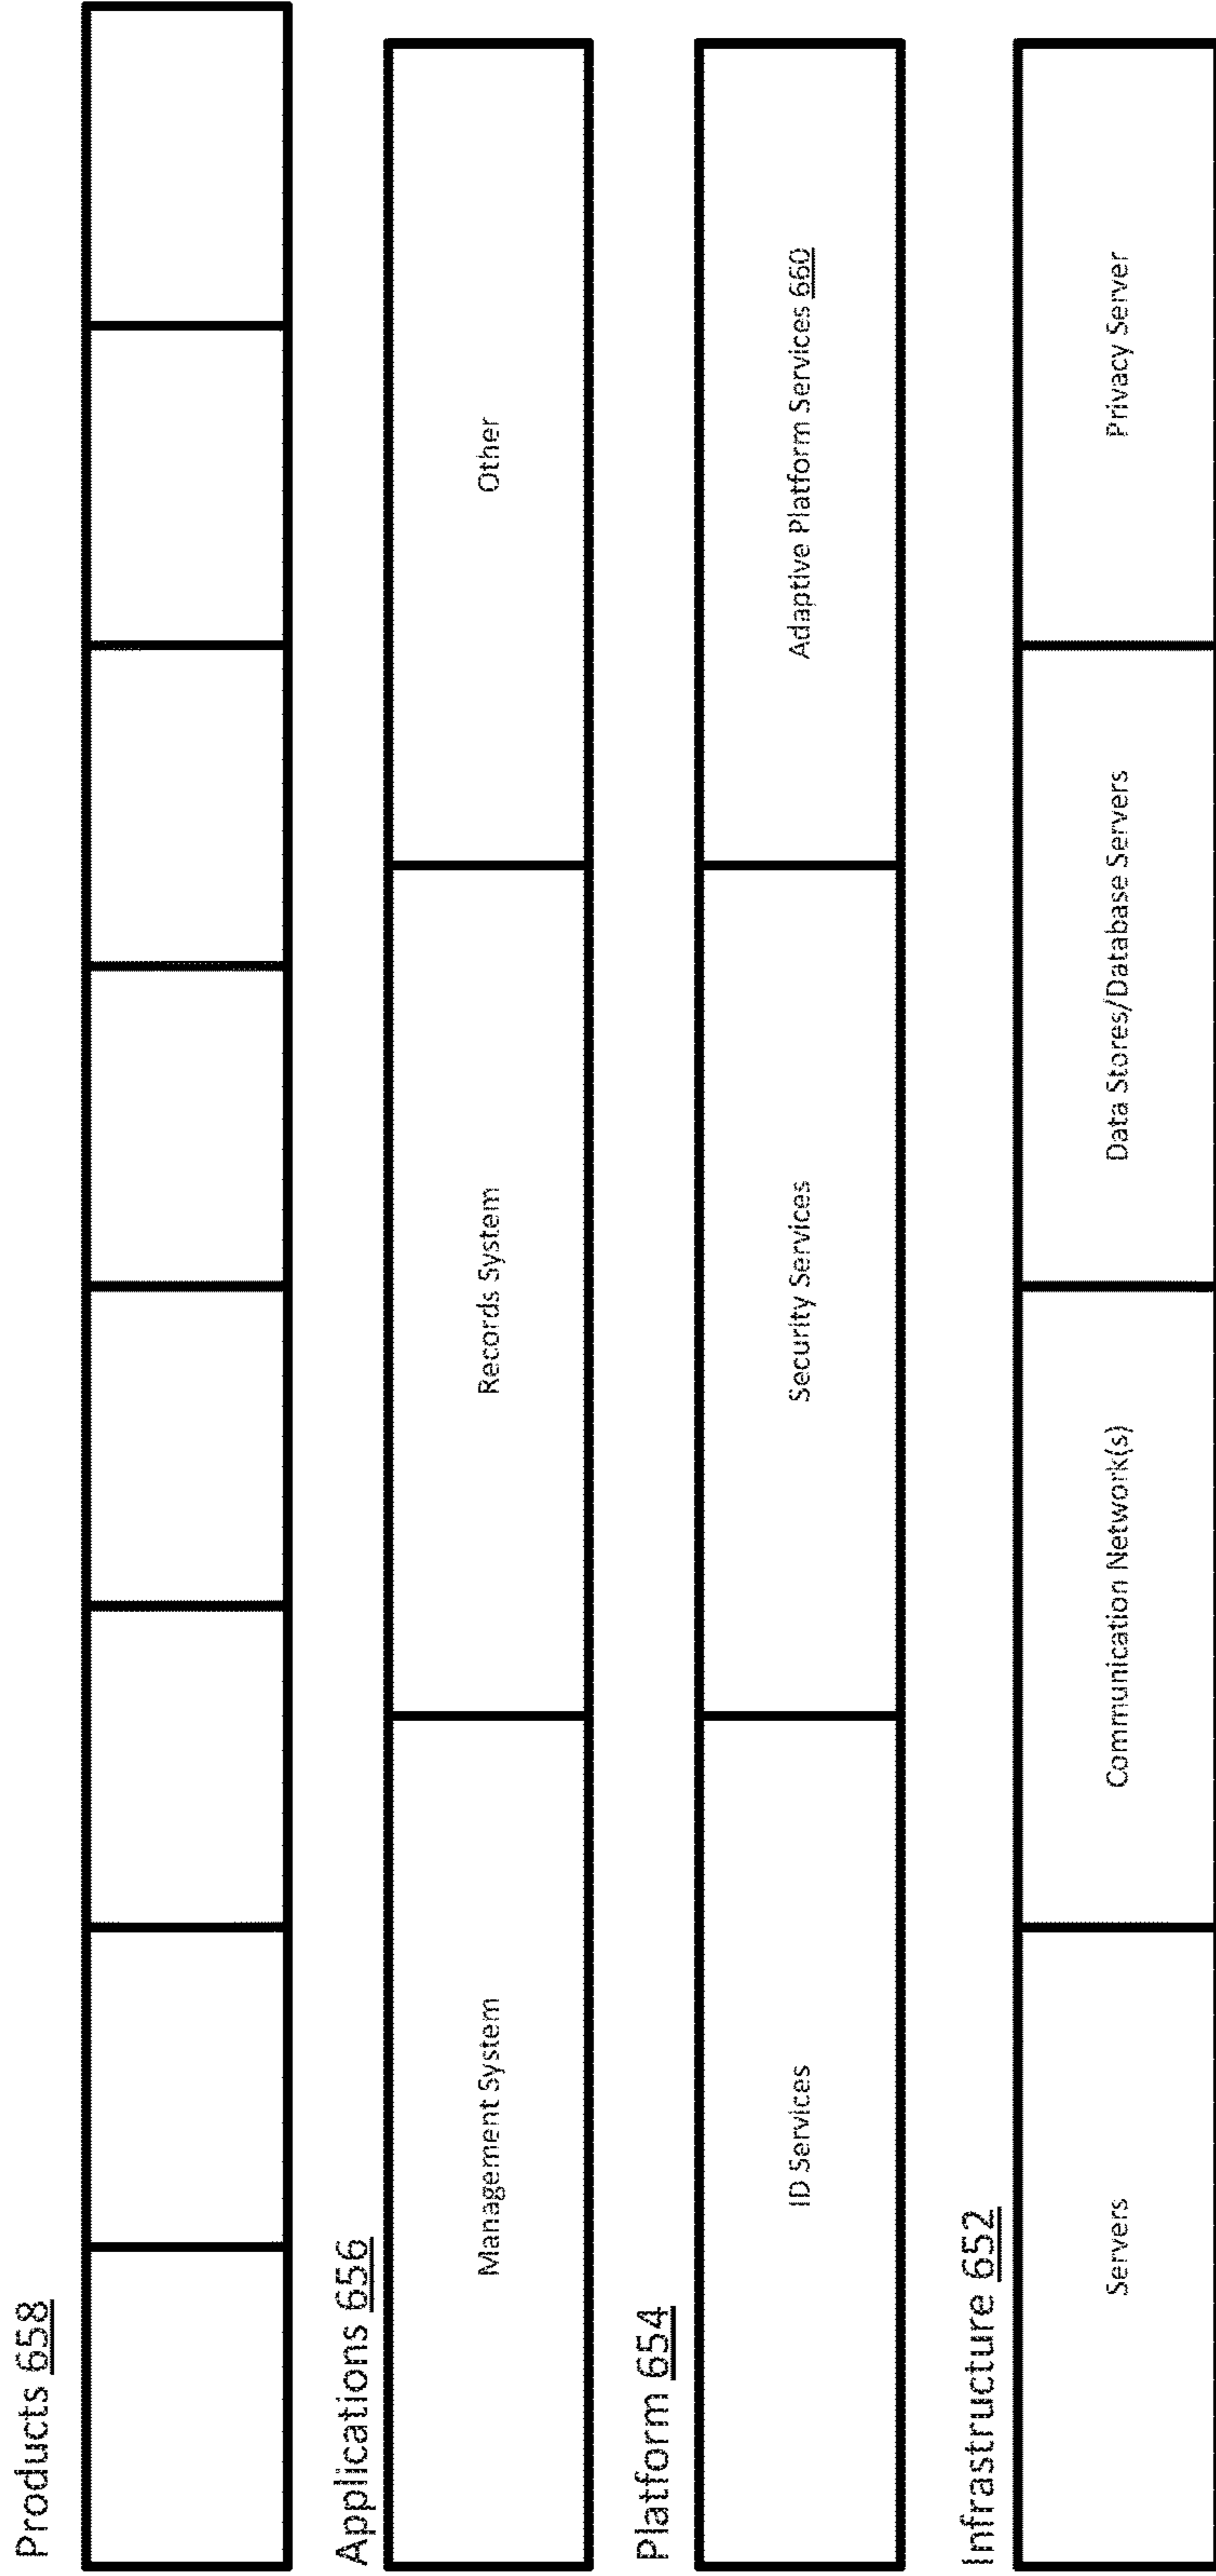 Products 658
Applications 656
Management System
Records System
Other
Platform 654
ID Services
Security Services
Adaptive Platform Services 660
Infrastructure 652
Servers
Communication Network(s)
Data Stores/Database Servers
Privacy Server